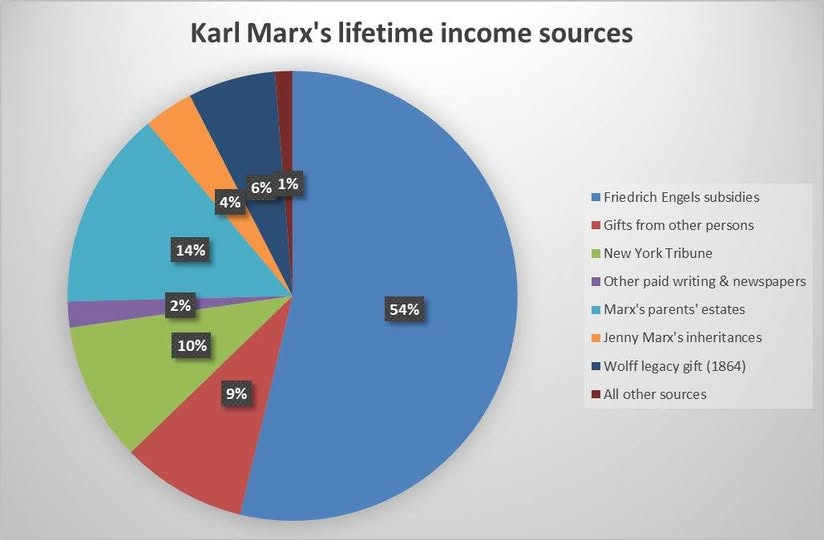 Karl Marx's lifetime income sources
6%
1%
4%
14%
2%
54%
10%
9%
Friedrich Engels subsidies
Gifts from other persons
New York Tribune
Other paid writing & newspapers
Marx's parents' estates
Jenny Marx's inheritances
Wolff legacy gift (1864)
All other sources